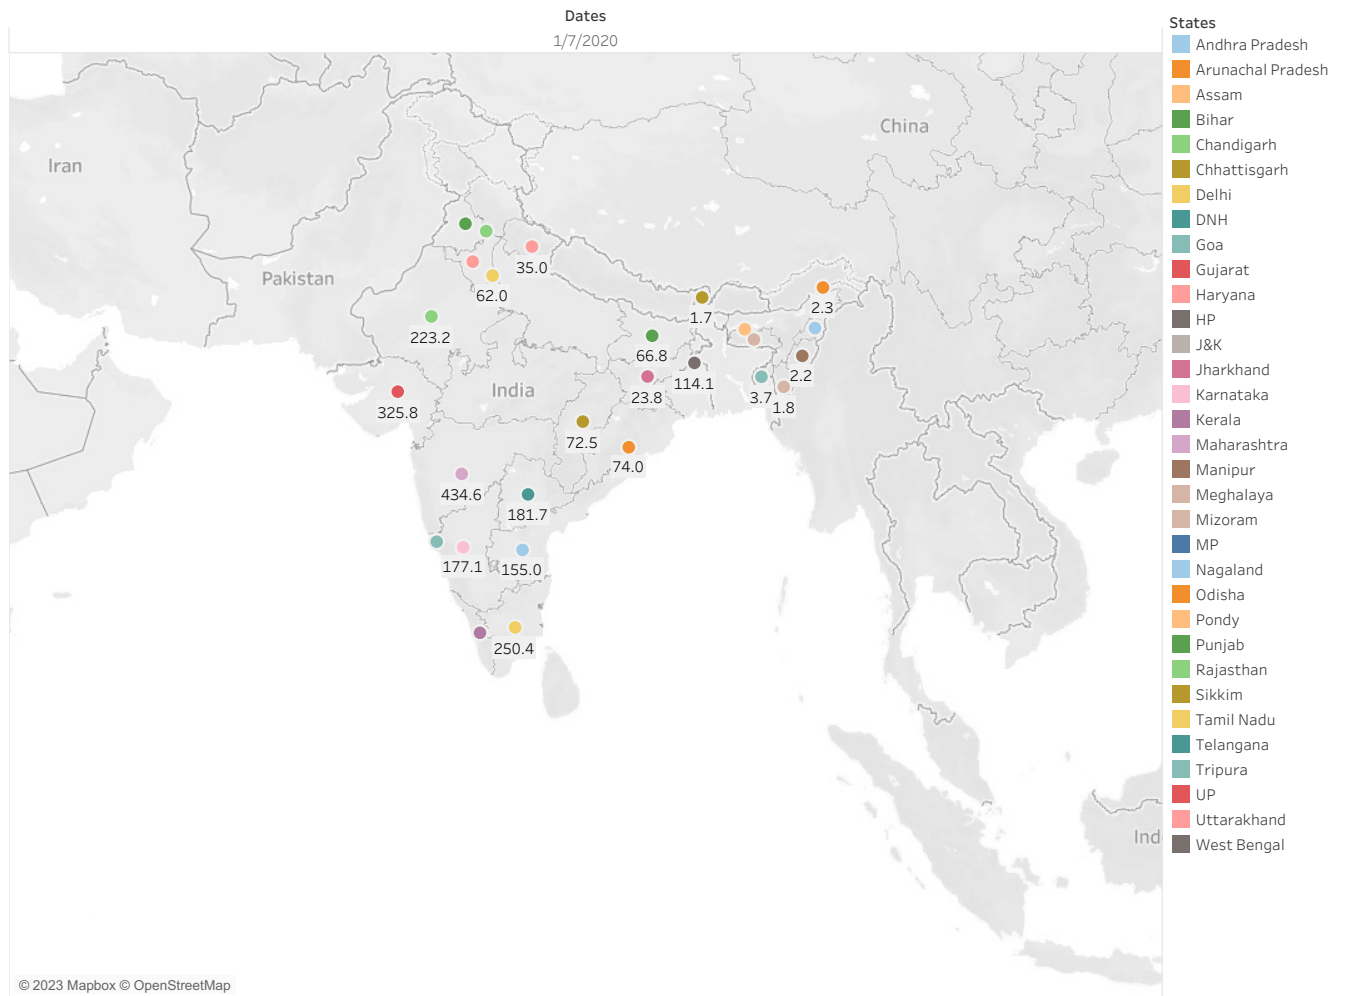 Dates
1/7/2020
States
Andhra Pradesh
Arunachal Pradesh
Assam
Bihar
Chandigarh
Chhattisgarh
Delhi
DNH
Goa
Gujarat
Haryana
HP
J&K
Jharkhand
Karnataka
Kerala
Maharashtra
Manipur
Meghalaya
Mizoram
MP
Nagaland
Odisha
Pondy
Punjab
Rajasthan
Sikkim
Tamil Nadu
Telangana
Tripura
UP
Uttarakhand
West Bengal
China
Iran
Pakistan
35.0
62.0
2.3
1.7
223.2
66.8
2.2
114.1
India
23.8
3.7
1.8
325.8
72.5
74.0
434.6
181.7
177.1
155.0
250.4
Ind
© 2023 Mapbox © OpenStreetMap